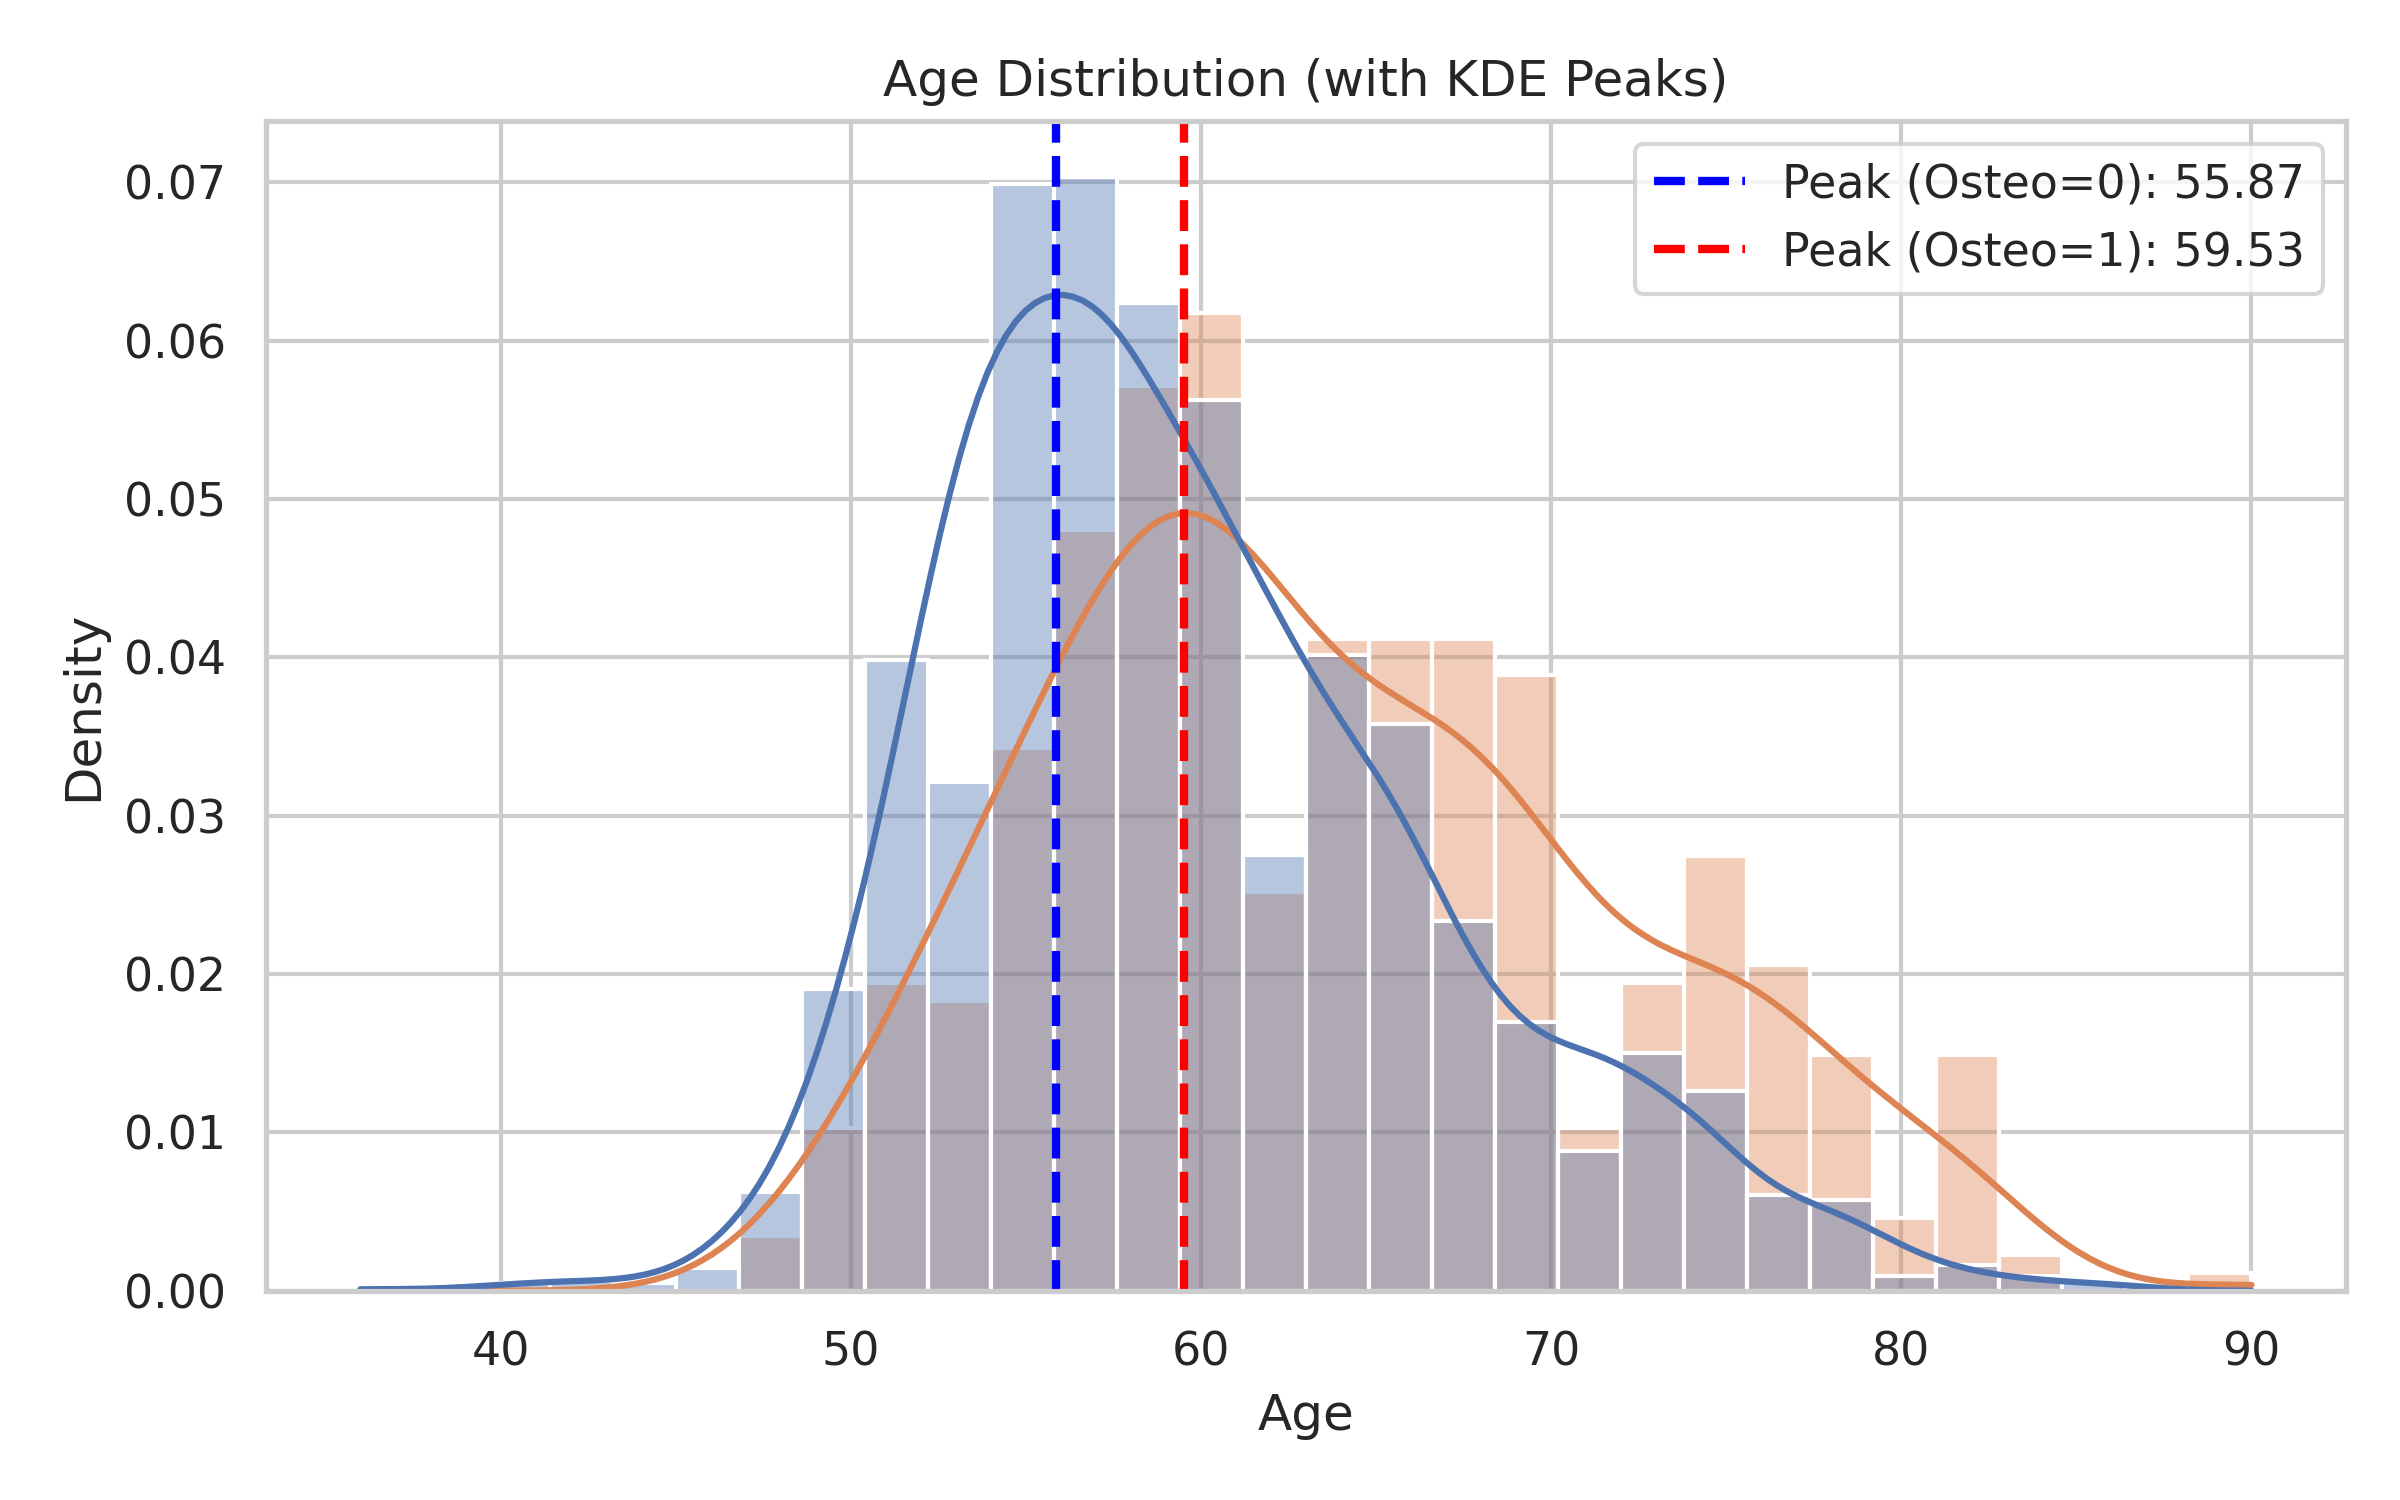 Age Distribution (with KDE Peaks)
Peak (Osteo=0): 55.87
Peak (Osteo=1): 59.53
Density
0.07
0.06
0.05
0.04
0.03
0.02
0.01
0.00
40 50 60 70 80 90
Age